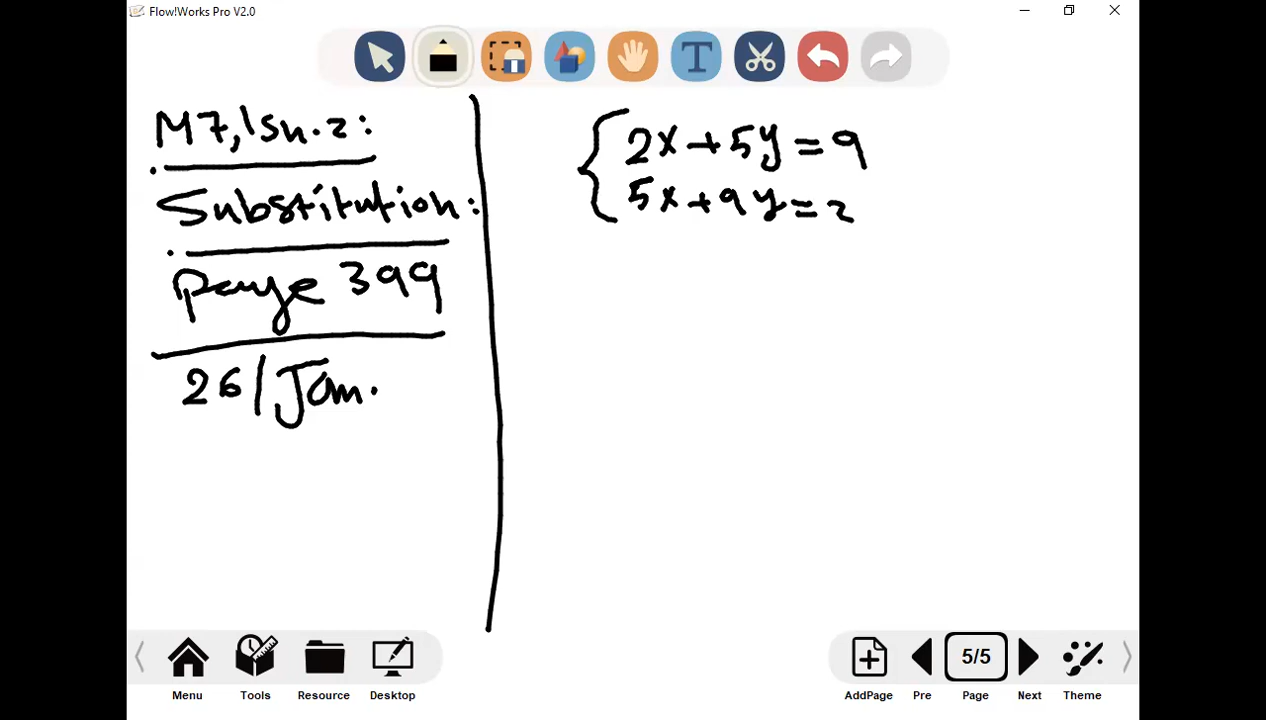 Flow!Works Pro V2.0
M7, lsn. 2:
Substitution:
page 399
26/Jan.
2x+5y=9
5x+9y=2
Menu
Tools
Resource
Desktop
AddPage
Pre
5/5
Page
Next
Theme